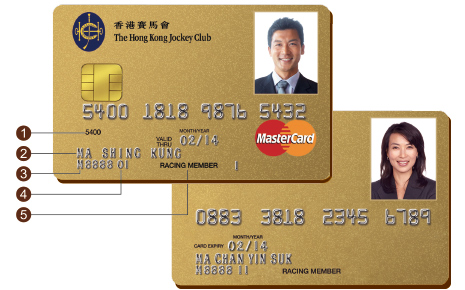 香港賽馬會
The Hong Kong Jockey Club
5400 1818 9876 5432
5400
MONTH/YEAR
VALID THRU 02/14
MA SHING KUNG
M8888 01 RACING MEMBER 1
MasterCard
1
2
3
4
5
0883 3818 2345 6789
MONTH/YEAR
CARD EXPIRY 02/14
MA CHAN YIN SUK
M8888 11 RACING MEMBER